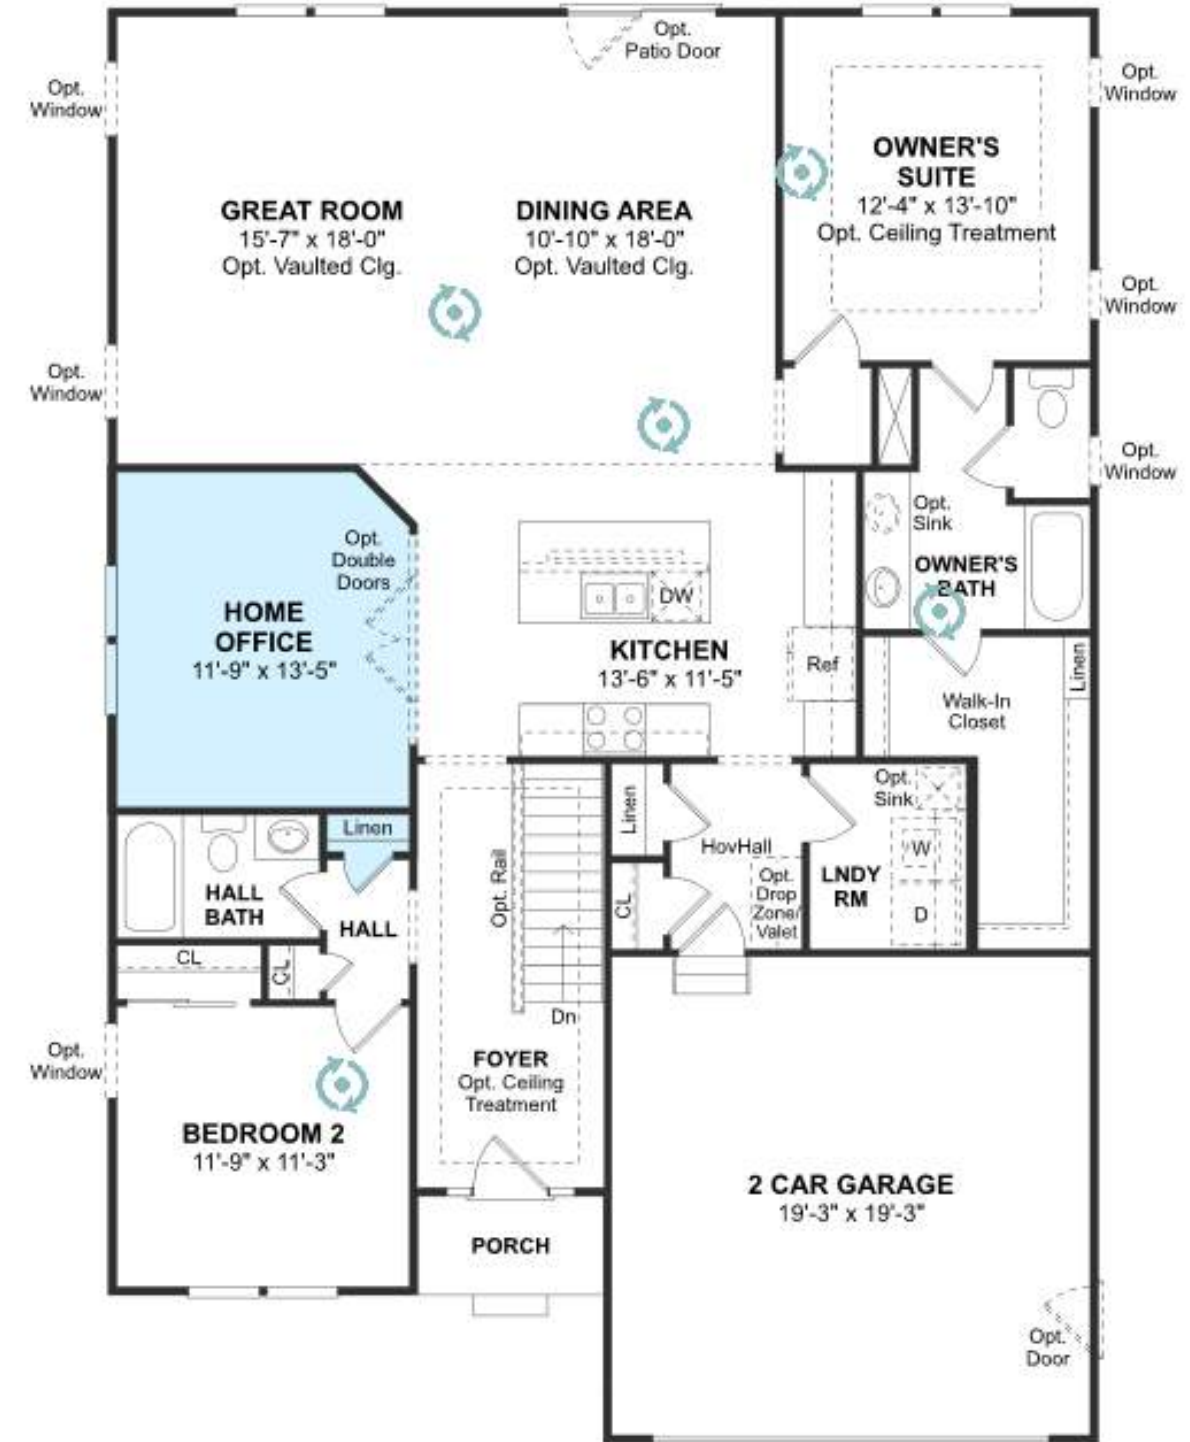 Opt.
Patio Door
Opt.
Window
Opt.
Window
OWNER'S
SUITE
12'-4" x 13'-10"
Opt. Ceiling Treatment
GREAT ROOM
15'-7" x 18'-0"
Opt. Vaulted Clg.
DINING AREA
10'-10" x 18'-0"
Opt. Vaulted Clg.
Opt.
Window
Opt.
Window
Opt.
Window
Opt.
Sink
Opt.
Double
Doors
OWNER'S
BATH
DW
HOME
OFFICE
11'-9" x 13'-5"
KITCHEN
13'-6" x 11'-5"
Ref
Linen
Walk-In
Closet
Opt.
Sink
Linen
Linen
HovHall
W
Opt. Rail
HALL
BATH
HALL
CL
Opt.
Drop
Zone/
Valet
LNDY
RM
D
CL
CL
Dn
Opt.
Window
FOYER
Opt. Ceiling
Treatment
BEDROOM 2
11'-9" x 11'-3"
2 CAR GARAGE
19'-3" x 19'-3"
PORCH
Opt.
Door